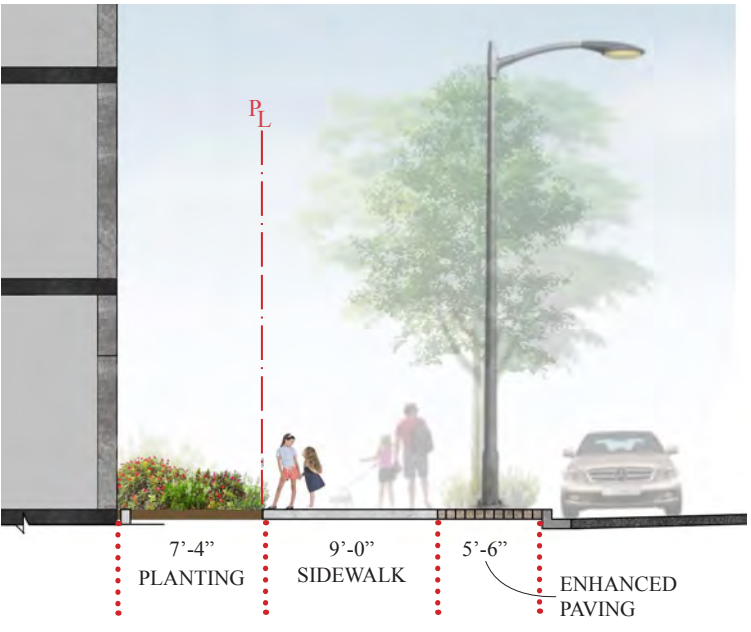 PL
7’-4”
PLANTING
9’-0”
SIDEWALK
5’-6”
ENHANCED
PAVING